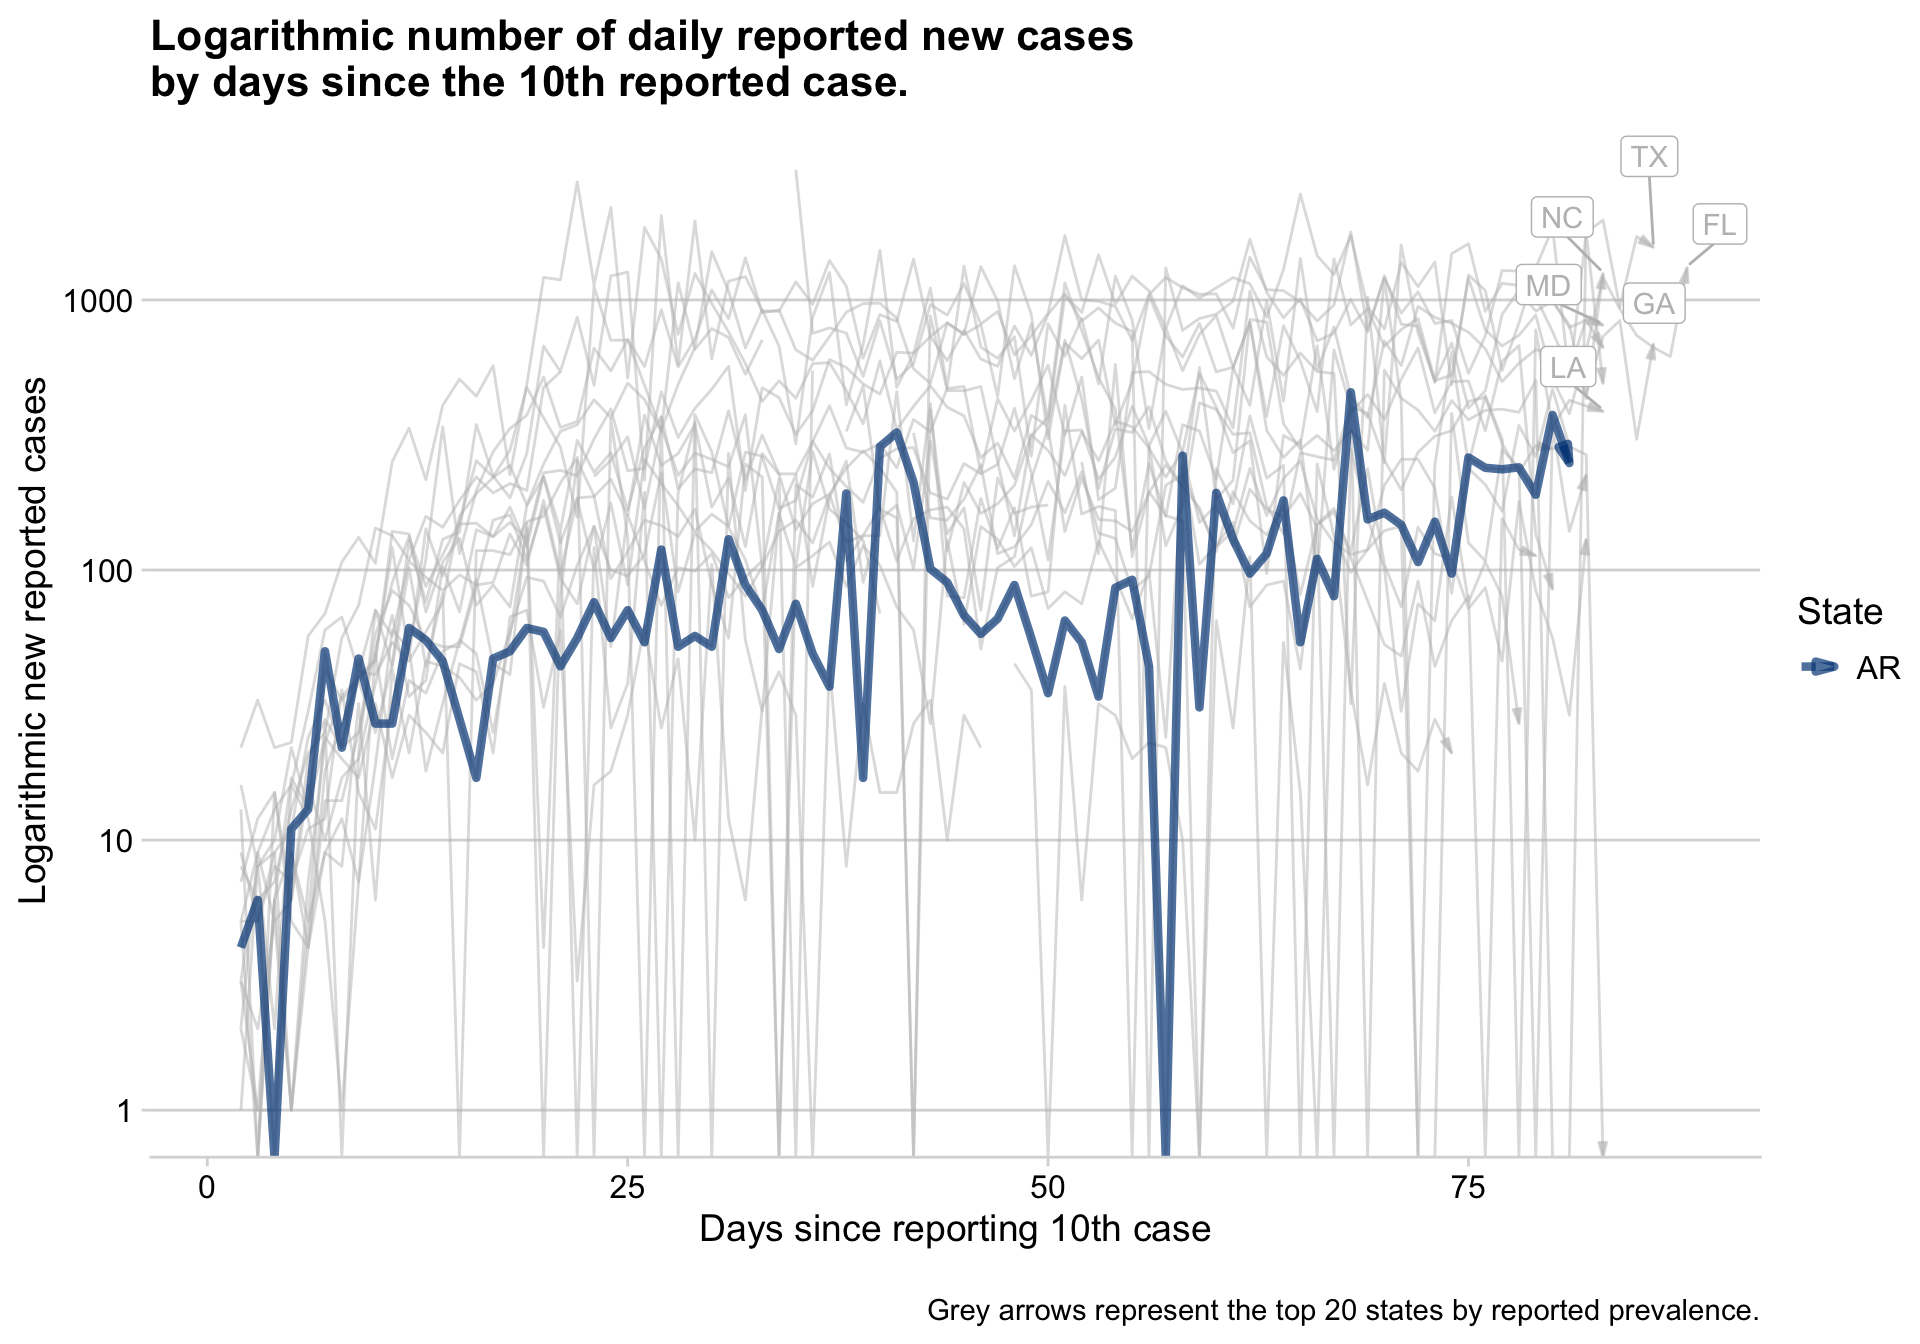 Logarithmic number of daily reported new cases
by days since the 10th reported case.
TX
NC
FL
MD
GA
LA
1000
100
10
1
Logarithmic new reported cases
0
25
50
75
Days since reporting 10th case
State
AR
Grey arrows represent the top 20 states by reported prevalence.